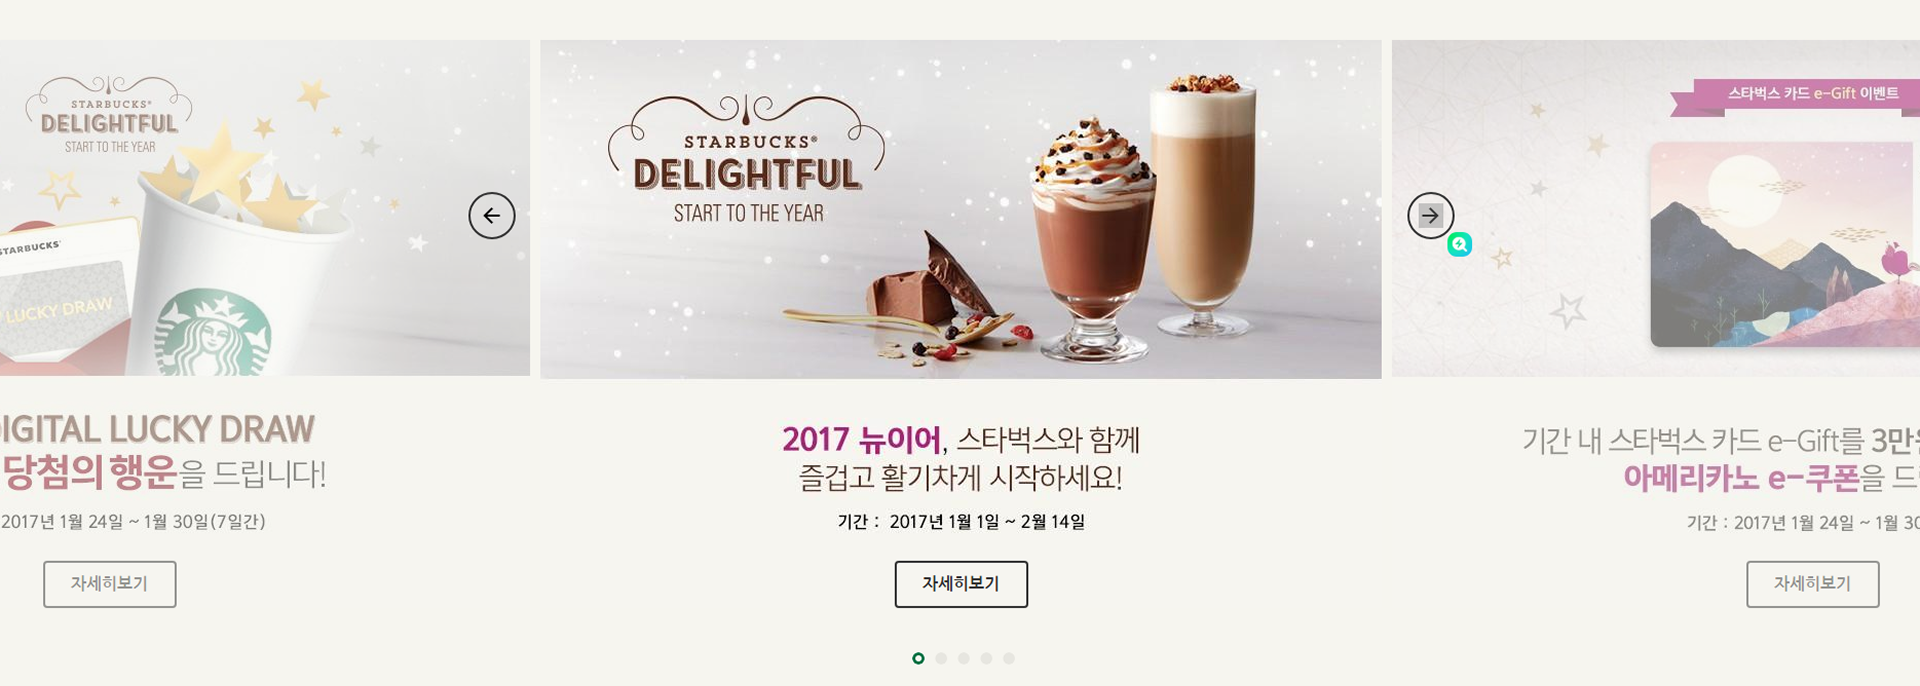 STARBUCKS®
DELIGHTFUL
START TO THE YEAR
STARBUCKS®
LUCKY DRAW
DIGITAL LUCKY DRAW
당첨의 행운을 드립니다!
2017년 1월 24일 ~ 1월 30일(7일간)
자세히보기
STARBUCKS®
DELIGHTFUL
START TO THE YEAR
2017 뉴이어, 스타벅스와 함께
즐겁고 활기차게 시작하세요!
기간 : 2017년 1월 1일 ~ 2월 14일
자세히보기
스타벅스 카드 e-Gift 이벤트
기간 내 스타벅스 카드 e-Gift를 3만
아메리카노 e-쿠폰을 드
기간 : 2017년 1월 24일 ~ 1월 30
자세히보기